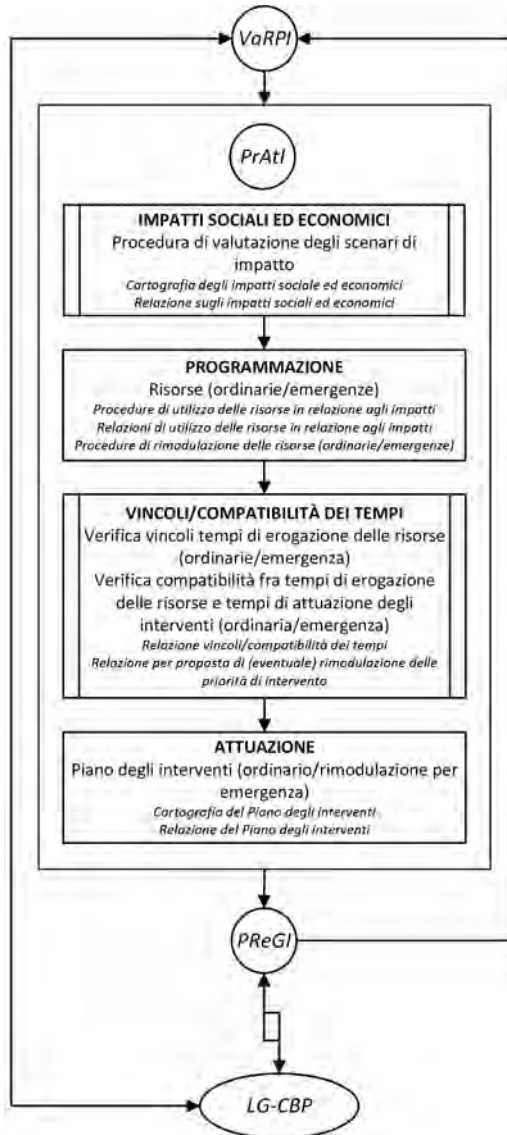 VaRPI
PrAtI
IMPATTI SOCIALI ED ECONOMICI
Procedura di valutazione degli scenari di
impatto
Cartografia degli impatti sociale ed economici
Relazione sugli impatti sociali ed economici
PROGRAMMAZIONE
Risorse (ordinarie/emergenze)
Procedure di utilizzo delle risorse in relazione agli impatti
Relazioni di utilizzo delle risorse in relazione agli impatti
Procedure di rimodulazione delle risorse (ordinarie/emergenze)
VINCOLI/COMPATIBILITÀ DEI TEMPI
Verifica vincoli tempi di erogazione delle risorse
(ordinarie/emergenza)
Verifica compatibilità fra tempi di erogazione
delle risorse e tempi di attuazione degli
interventi (ordinaria/emergenza)
Relazione vincoli/compatibilità dei tempi
Relazione per proposta di (eventuale) rimodulazione delle
priorità di intervento
ATTUAZIONE
Piano degli interventi (ordinario/rimodulazione per
emergenza)
Cartografia del Piano degli interventi
Relazione del Piano degli interventi
PReGI
LG-CBP